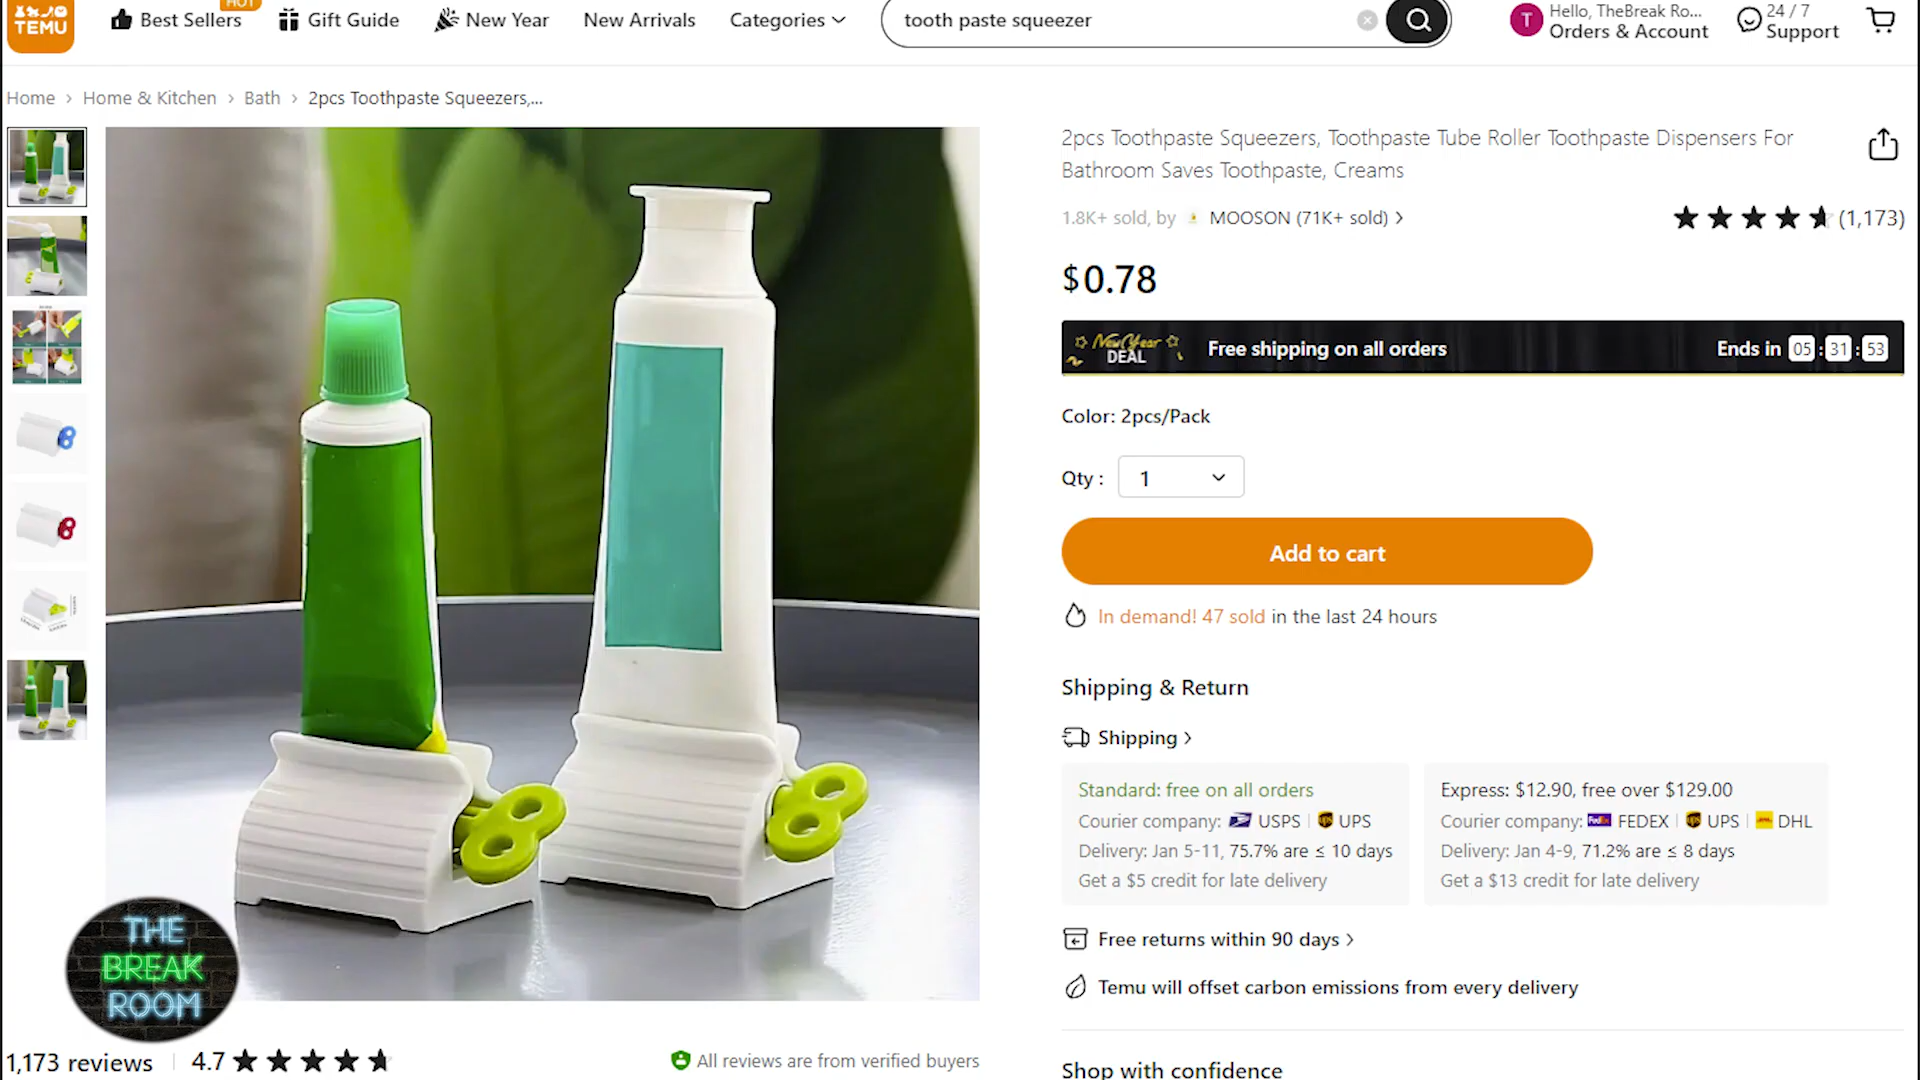 TEMU
Best Sellers
HOT
Gift Guide
New Year
New Arrivals
Categories
tooth paste squeezer
T
Hello, TheBreak Ro...
Orders & Account
24 / 7
Support
Home › Home & Kitchen › Bath › 2pcs Toothpaste Squeezers,...
2pcs Toothpaste Squeezers, Toothpaste Tube Roller Toothpaste Dispensers For
Bathroom Saves Toothpaste, Creams
1.8K+ sold, by MOOSON (71K+ sold) ›
(1,173)
$0.78
New Year
DEAL
Free shipping on all orders
Ends in 05 : 31 : 53
Color: 2pcs/Pack
Qty : 1
Add to cart
In demand! 47 sold in the last 24 hours
Shipping & Return
Shipping ›
Standard: free on all orders
Courier company: USPS | UPS
Delivery: Jan 5-11, 75.7% are ≤ 10 days
Get a $5 credit for late delivery
Express: $12.90, free over $129.00
Courier company: FedEx FEDEX | UPS | DHL
Delivery: Jan 4-9, 71.2% are ≤ 8 days
Get a $13 credit for late delivery
Free returns within 90 days ›
Temu will offset carbon emissions from every delivery
Shop with confidence
THE
BREAK
ROOM
1,173 reviews | 4.7
All reviews are from verified buyers